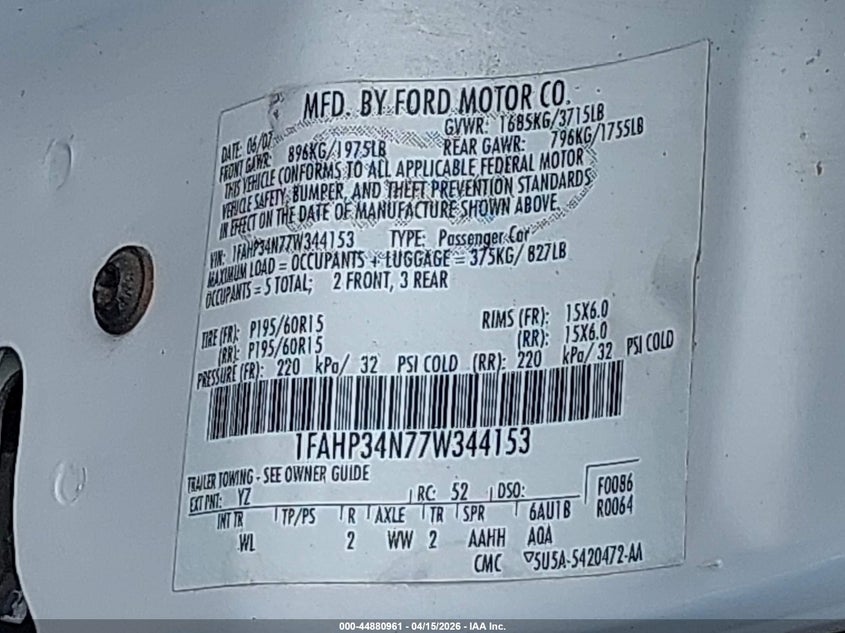 MFD. BY FORD MOTOR CO.
DATE: 06/07 GVWR: 1685KG/3715LB
FRONT GAWR: 896KG/1975LB REAR GAWR: 796KG/1755LB
THIS VEHICLE CONFORMS TO ALL APPLICABLE FEDERAL MOTOR
VEHICLE SAFETY, BUMPER, AND THEFT PREVENTION STANDARDS
IN EFFECT ON THE DATE OF MANUFACTURE SHOWN ABOVE.
VIN: 1FAHP34N77W344153 TYPE: Passenger Car
MAXIMUM LOAD = OCCUPANTS + LUGGAGE = 375KG/ 827LB
OCCUPANTS = 5 TOTAL; 2 FRONT, 3 REAR
TIRE (FR): P195/60R15 RIMS (FR): 15X6.0
(RR): P195/60R15 (RR): 15X6.0
PRESSURE (FR): 220 kPa/ 32 PSI COLD (RR): 220 kPa/ 32 PSI COLD
1FAHP34N77W344153
TRAILER TOWING - SEE OWNER GUIDE
EXT PNT: YZ RC: 52 DSO: F0086
R0064
INT TR TP/PS R AXLE TR SPR 6AU1B
WL 2 WW 2 AAHH AQA
CMC ▽5U5A-5420472-AA
000-44880961 - 04/15/2026 - IAA Inc.